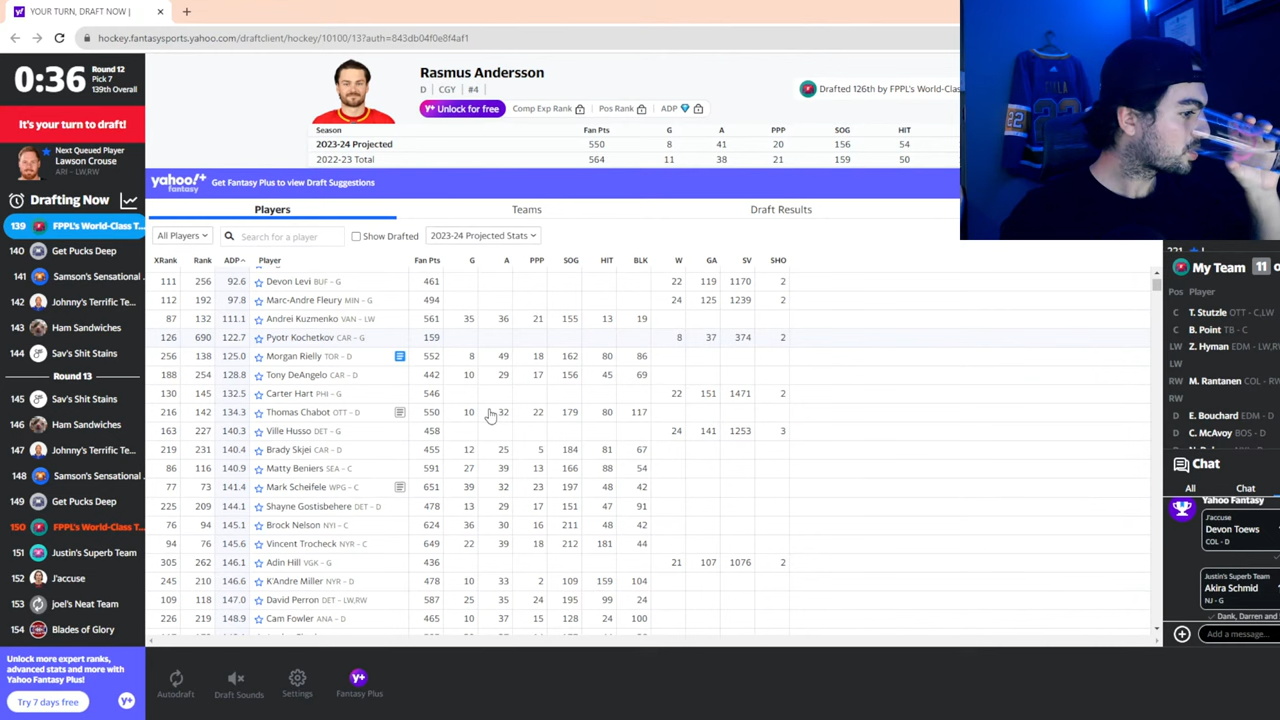 YOUR TURN, DRAFT NOW |
hockey.fantasysports.yahoo.com/draftclient/hockey/10100/13?auth=843db04f0e8f4af1
0:36
Round 12
Pick 7
139th Overall
It's your turn to draft!
Next Queued Player
Lawson Crouse
ARI - LW,RW
Drafting Now
139 FPPL's World-Class T...
140 Get Pucks Deep
141 Samson's Sensational ...
142 Johnny's Terrific Te...
143 Ham Sandwiches
144 Sav's Shit Stains
Round 13
145 Sav's Shit Stains
146 Ham Sandwiches
147 Johnny's Terrific Te...
148 Samson's Sensational ...
149 Get Pucks Deep
150 FPPL's World-Class T...
151 Justin's Superb Team
152 J'accuse
153 Joel's Neat Team
154 Blades of Glory
Unlock more expert ranks, advanced stats and more with Yahoo Fantasy Plus!
Try 7 days free
Y+
Rasmus Andersson
D | CGY | #4
Y+ Unlock for free Comp Exp Rank Pos Rank ADP
Drafted 126th by FPPL's World-Clas
Season Fan Pts G A PPP SOG HIT
2023-24 Projected 550 8 41 20 156 54
2022-23 Total 564 11 38 21 159 50
yahoo!+ fantasy Get Fantasy Plus to view Draft Suggestions
Players Teams Draft Results
All Players Search for a player Show Drafted 2023-24 Projected Stats
XRank Rank ADP Player Fan Pts G A PPP SOG HIT BLK W GA SV SHO
111 256 92.6 Devon Levi BUF - G 461 22 119 1170 2
112 192 97.8 Marc-Andre Fleury MIN - G 494 24 125 1239 2
87 132 111.1 Andrei Kuzmenko VAN - LW 561 35 36 21 155 13 19
126 690 122.7 Pyotr Kochetkov CAR - G 159 8 37 374 2
256 138 125.0 Morgan Rielly TOR - D 552 8 49 18 162 80 86
188 254 128.8 Tony DeAngelo CAR - D 442 10 29 17 156 45 69
130 145 132.5 Carter Hart PHI - G 546 22 151 1471 2
216 142 134.3 Thomas Chabot OTT - D 550 10 32 22 179 80 117
163 227 140.3 Ville Husso DET - G 458 24 141 1253 3
219 231 140.4 Brady Skjei CAR - D 455 12 25 5 184 81 67
86 116 140.9 Matty Beniers SEA - C 591 27 39 13 166 88 54
77 73 141.4 Mark Scheifele WPG - C 651 39 32 23 197 48 42
225 209 144.1 Shayne Gostisbehere DET - D 478 13 29 17 151 47 91
76 94 145.1 Brock Nelson NYI - C 624 36 30 16 211 48 42
94 76 145.6 Vincent Trocheck NYR - C 649 22 39 18 212 181 44
305 262 146.1 Adin Hill VGK - G 436 21 107 1076 2
245 210 146.6 K'Andre Miller NYR - D 478 10 33 2 109 159 104
109 118 147.0 David Perron DET - LW,RW 587 25 35 24 195 99 24
226 219 148.9 Cam Fowler ANA - D 465 10 37 15 128 24 100
Autodraft
Draft Sounds
Settings
Fantasy Plus
My Team 11 o
Pos Player
C T. Stutzle OTT - C,LW
C B. Point TB - C
LW Z. Hyman EDM - LW,R
LW
RW M. Rantanen COL - R
RW
D E. Bouchard EDM - D
D C. McAvoy BOS - D
Chat
All Chat
Yahoo Fantasy
J'accuse
Devon Toews
COL - D
Justin's Superb Team
Akira Schmid
NJ - G
Dank, Darren and
Add a message...